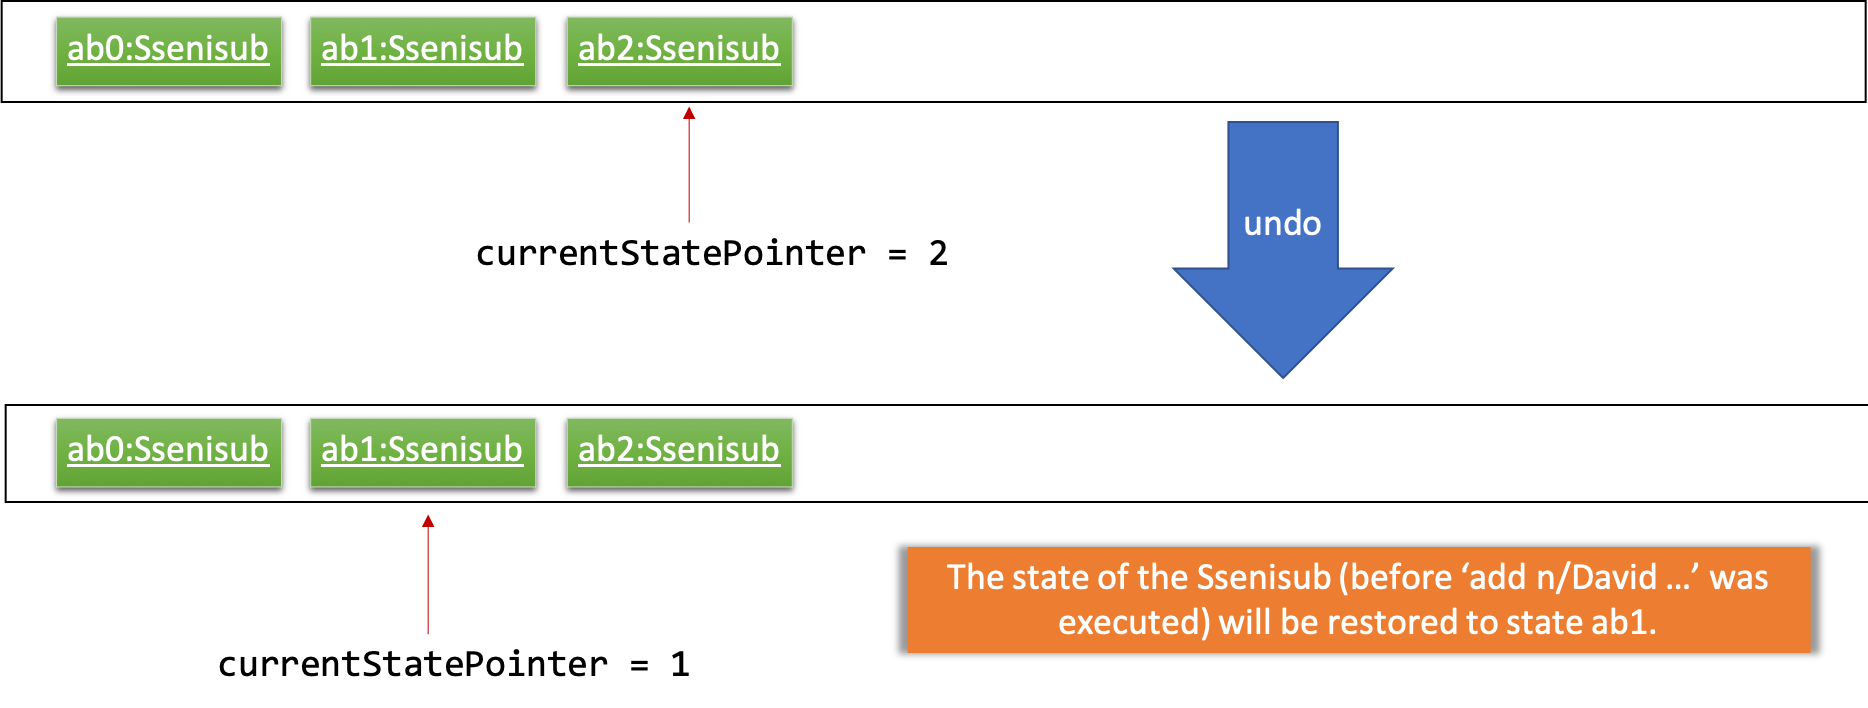 ab0:Ssenisub ab1:Ssenisub ab2:Ssenisub
undo
currentStatePointer = 2
ab0:Ssenisub ab1:Ssenisub ab2:Ssenisub
The state of the Ssenisub (before ‘add n/David …’ was
executed) will be restored to state ab1.
currentStatePointer = 1